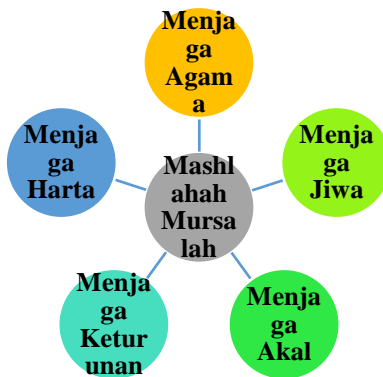 Menja
ga
Agam
a
Menja
ga
Harta
Menja
ga
Jiwa
Mashl
ahah
Mursa
lah
Menja
ga
Ketur
unan
Menja
ga
Akal